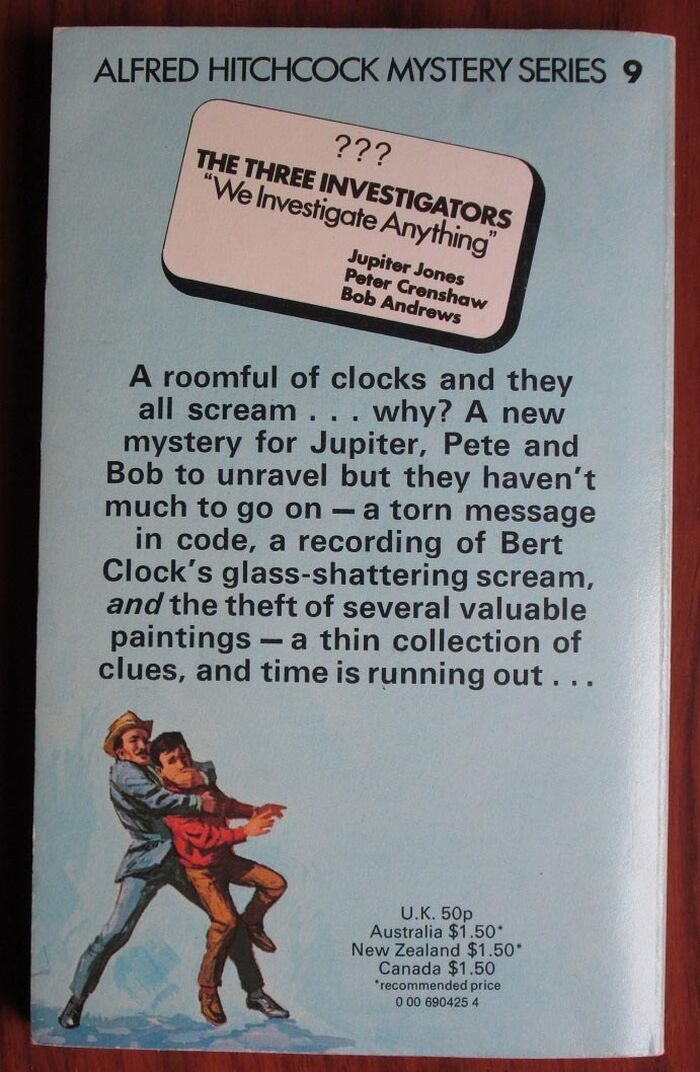 ALFRED HITCHCOCK MYSTERY SERIES 9
???
THE THREE INVESTIGATORS
"We Investigate Anything"
Jupiter Jones
Peter Crenshaw
Bob Andrews
A roomful of clocks and they
all scream . . . why? A new
mystery for Jupiter, Pete and
Bob to unravel but they haven't
much to go on — a torn message
in code, a recording of Bert
Clock's glass-shattering scream,
and the theft of several valuable
paintings — a thin collection of
clues, and time is running out . . .
U.K. 50p
Australia $1.50*
New Zealand $1.50*
Canada $1.50
*recommended price
0 00 690425 4